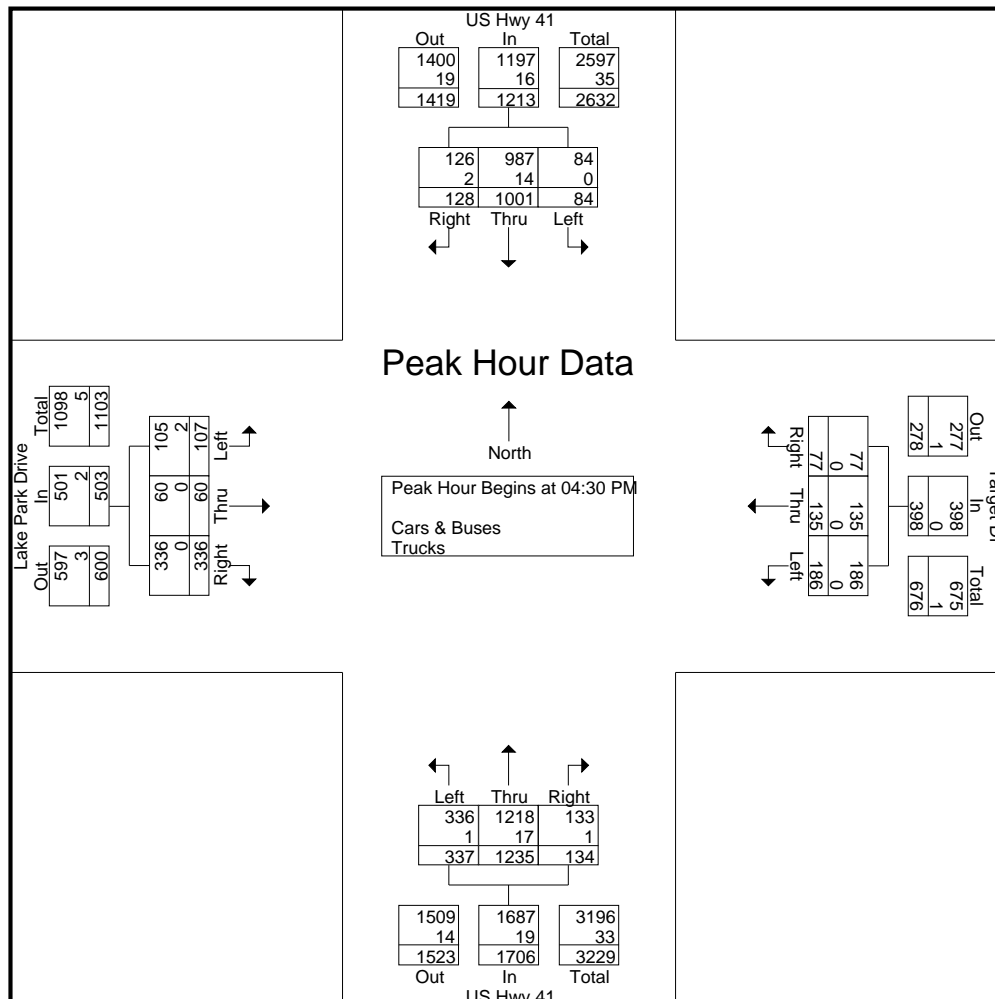 US Hwy 41
Out In Total
1400 1197 2597
19 16 35
1419 1213 2632
126 987 84
2 14 0
128 1001 84
Right Thru Left
Peak Hour Data
North
Peak Hour Begins at 04:30 PM
Cars & Buses
Trucks
Lake Park Drive
Out In Total
597 501 1098
3 2 5
600 503 1103
336 60 105
0 0 2
336 60 107
Right Thru Left
Target Dr
Out In Total
277 398 675
1 0 1
278 398 676
77 135 186
0 0 0
77 135 186
Right Thru Left
Left Thru Right
336 1218 133
1 17 1
337 1235 134
1509 1687 3196
14 19 33
1523 1706 3229
Out In Total
US Hwy 41